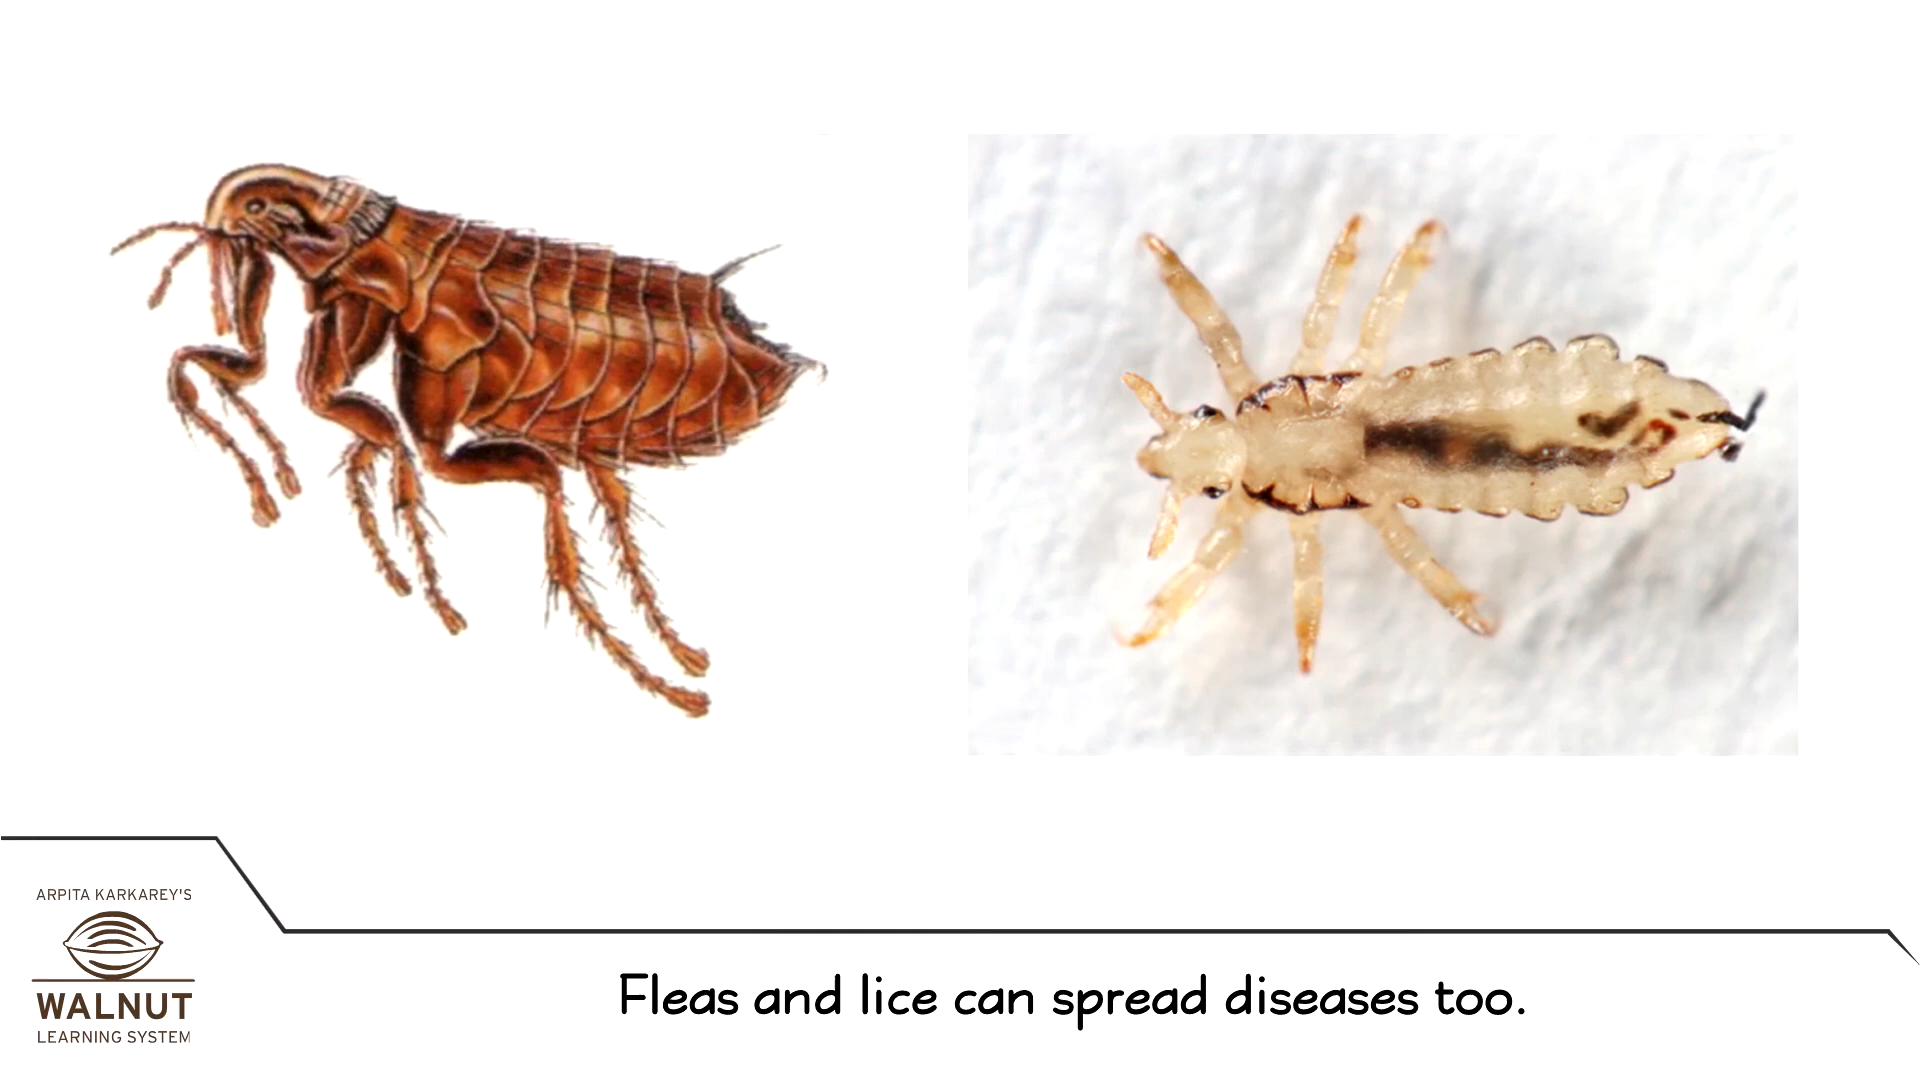 ARPITA KARKAREY'S
WALNUT
LEARNING SYSTEM
Fleas and lice can spread diseases too.